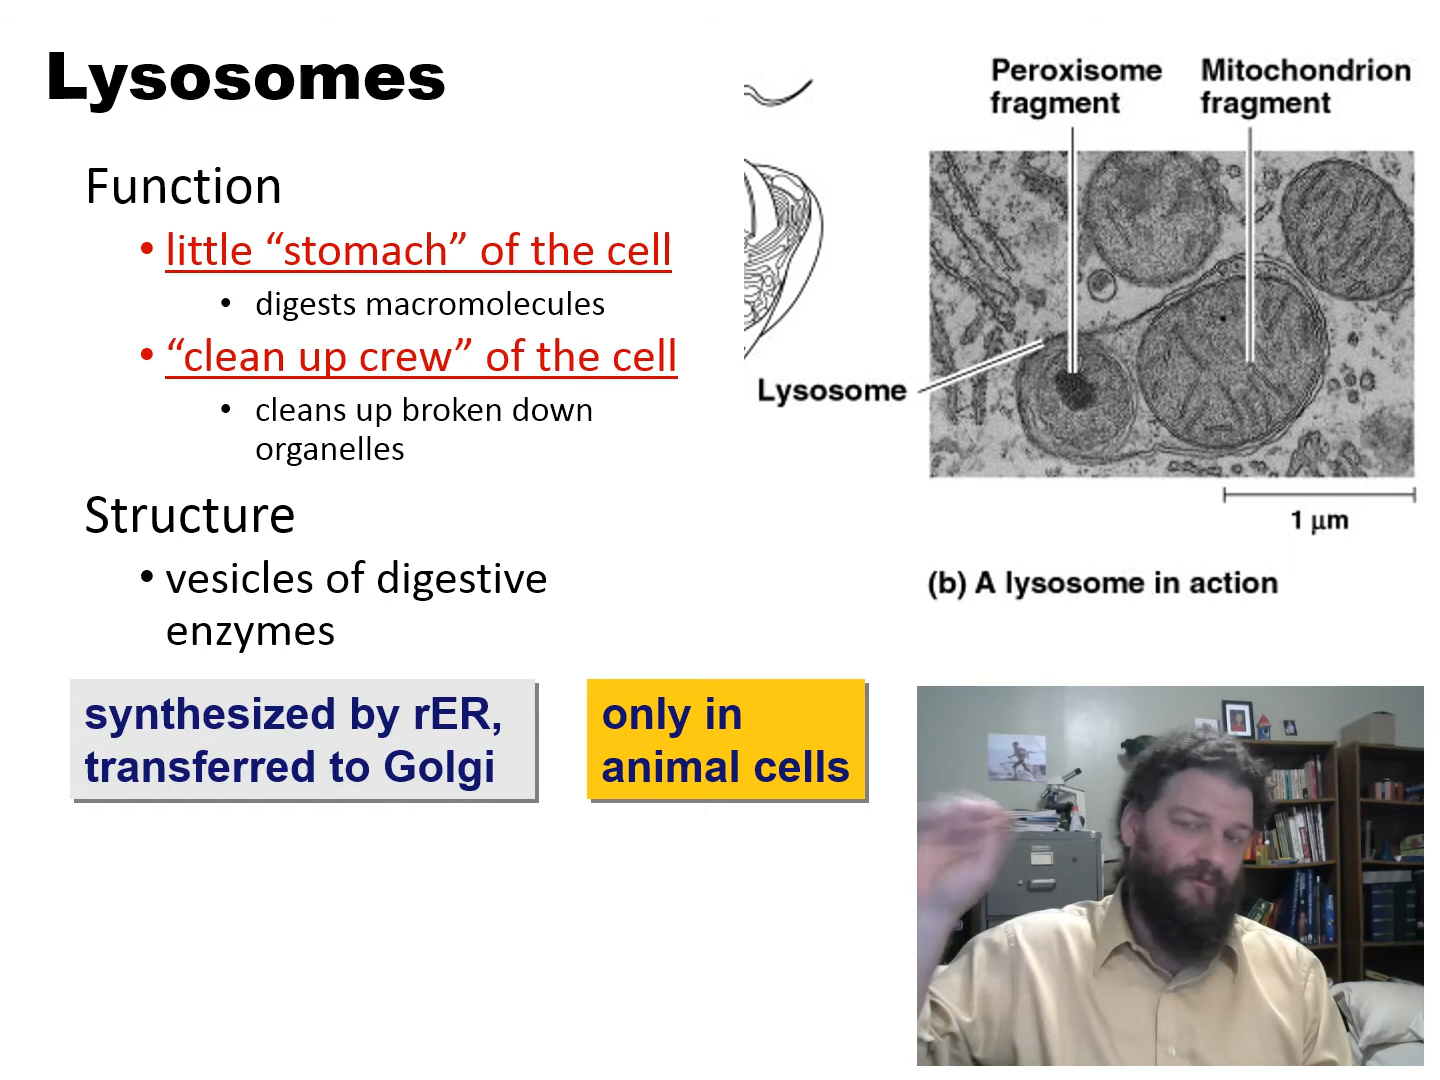 Lysosomes
Function
• little “stomach” of the cell
• digests macromolecules
• “clean up crew” of the cell
• cleans up broken down
organelles
Structure
• vesicles of digestive
enzymes
synthesized by rER,
transferred to Golgi
only in
animal cells
Peroxisome
fragment
Mitochondrion
fragment
Lysosome
1 μm
(b) A lysosome in action